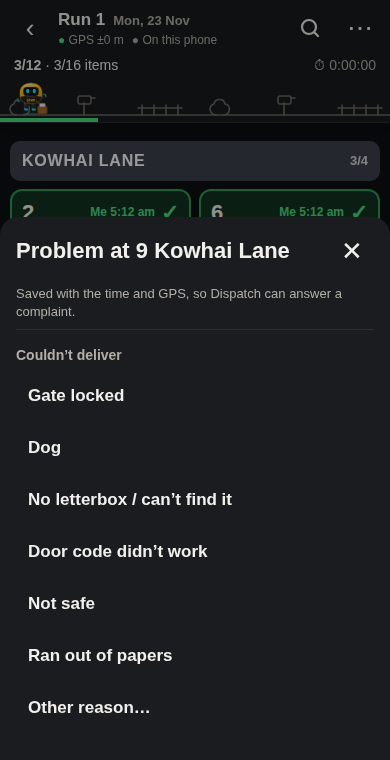 Run 1 Mon, 23 Nov
● GPS ±0 m ● On this phone
3/12 · 3/16 items
0:00:00
KOWHAI LANE
3/4
2 Me 5:12 am ✓
6 Me 5:12 am ✓
Problem at 9 Kowhai Lane
Saved with the time and GPS, so Dispatch can answer a
complaint.
Couldn’t deliver
Gate locked
Dog
No letterbox / can’t find it
Door code didn’t work
Not safe
Ran out of papers
Other reason…